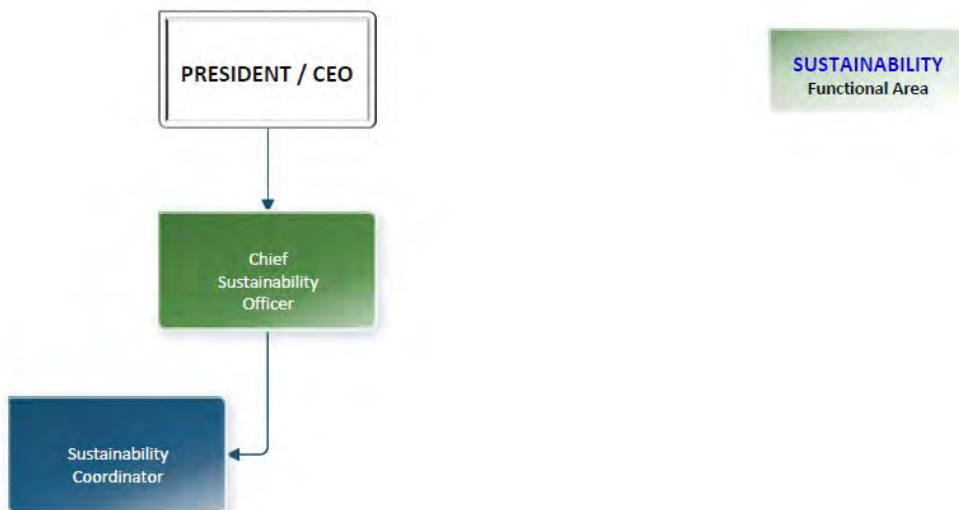 PRESIDENT / CEO
SUSTAINABILITY
Functional Area
Chief
Sustainability
Officer
Sustainability
Coordinator